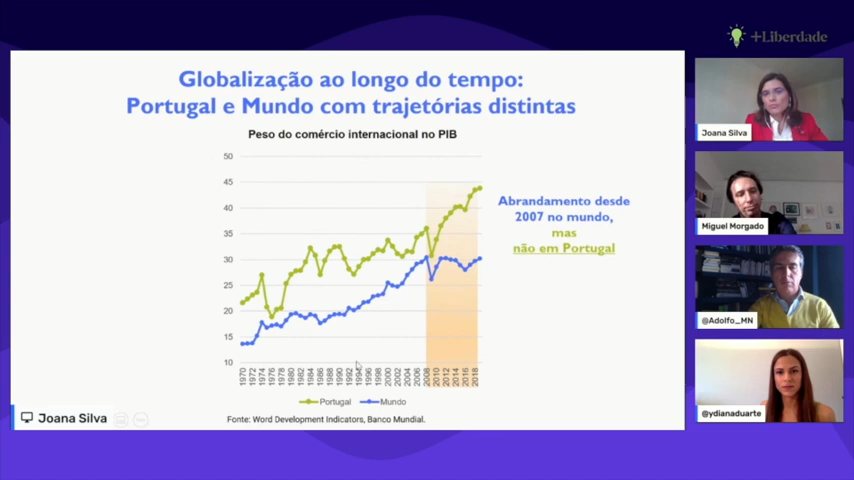 +Liberdade
Globalização ao longo do tempo:
Portugal e Mundo com trajetórias distintas
Peso do comércio internacional no PIB
50
45
40
35
30
25
20
15
10
1970
1972
1974
1976
1978
1980
1982
1984
1986
1988
1990
1992
1994
1996
1998
2000
2002
2004
2006
2008
2010
2012
2014
2016
2018
Portugal
Mundo
Fonte: Word Development Indicators, Banco Mundial.
Abrandamento desde
2007 no mundo,
mas
não em Portugal
Joana Silva
Joana Silva
Miguel Morgado
@Adolfo_MN
@ydianaduarte